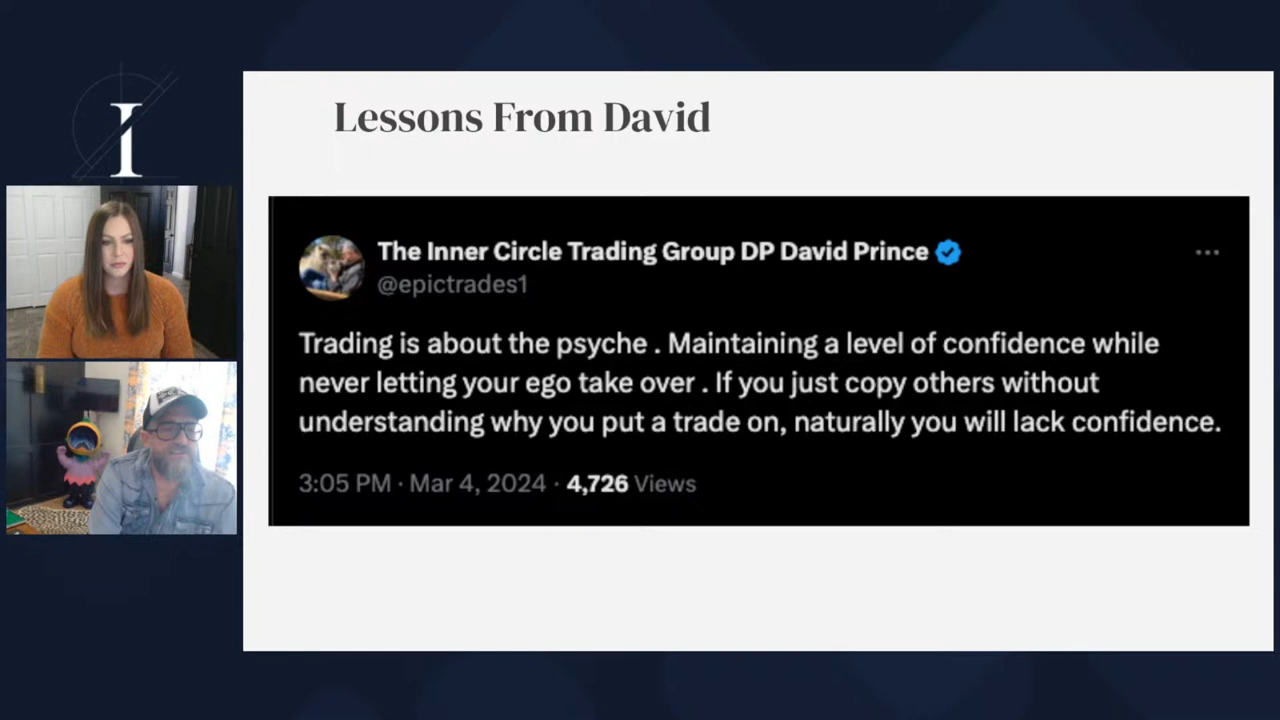 I
Lessons From David
The Inner Circle Trading Group DP David Prince
@epictrades1
Trading is about the psyche . Maintaining a level of confidence while
never letting your ego take over . If you just copy others without
understanding why you put a trade on, naturally you will lack confidence.
3:05 PM · Mar 4, 2024 · 4,726 Views